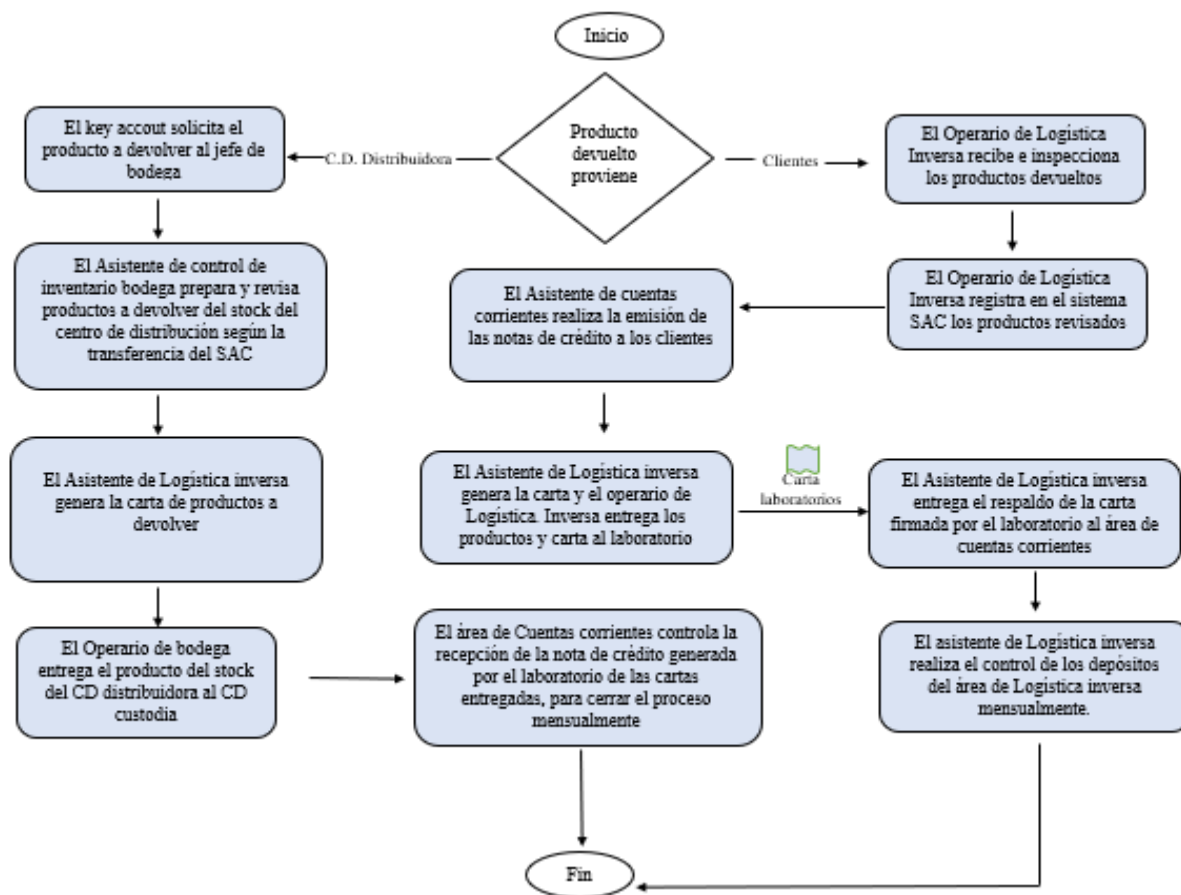 Inicio
Producto
devuelto
proviene
C.D. Distribuidora
Clientes
El key accout solicita el
producto a devolver al jefe de
bodega
El Operario de Logística
Inversa recibe e inspecciona
los productos devueltos
El Asistente de control de
inventario bodega prepara y revisa
productos a devolver del stock del
centro de distribución según la
transferencia del SAC
El Asistente de cuentas
corrientes realiza la emisión de
las notas de crédito a los clientes
El Operario de Logística
Inversa registra en el sistema
SAC los productos revisados
El Asistente de Logística inversa
genera la carta de productos a
devolver
El Asistente de Logística inversa
genera la carta y el operario de
Logística. Inversa entrega los
productos y carta al laboratorio
Carta
laboratorios
El Asistente de Logística inversa
entrega el respaldo de la carta
firmada por el laboratorio al área de
cuentas corrientes
El Operario de bodega
entrega el producto del stock
del CD distribuidora al CD
custodia
El área de Cuentas corrientes controla la
recepción de la nota de crédito generada
por el laboratorio de las cartas
entregadas, para cerrar el proceso
mensualmente
El asistente de Logística inversa
realiza el control de los depósitos
del área de Logística inversa
mensualmente.
Fin